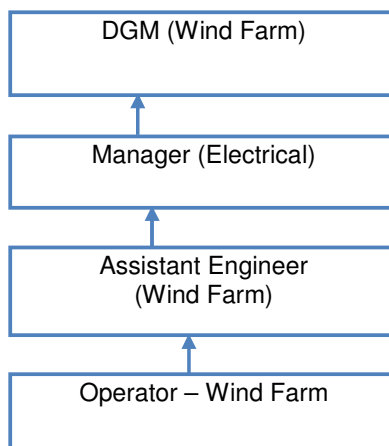 DGM (Wind Farm)
Manager (Electrical)
Assistant Engineer
(Wind Farm)
Operator – Wind Farm